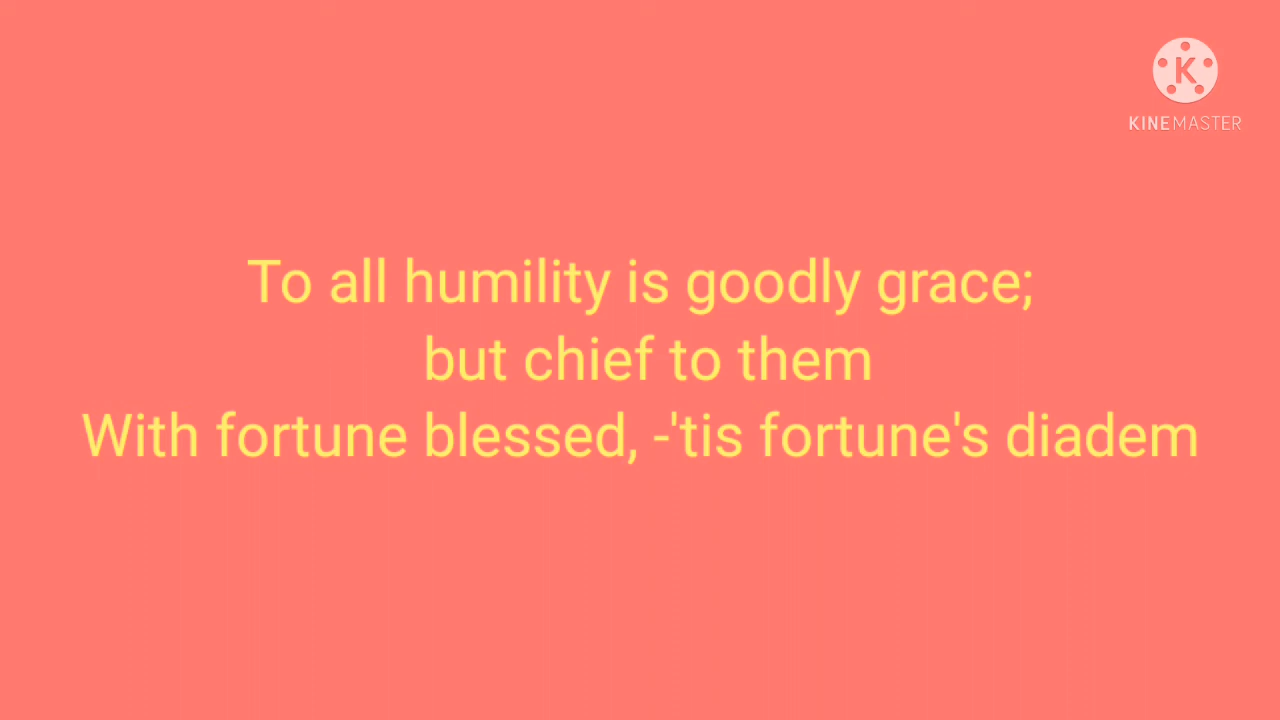 KINEMASTER
To all humility is goodly grace;
but chief to them
With fortune blessed, -'tis fortune's diadem